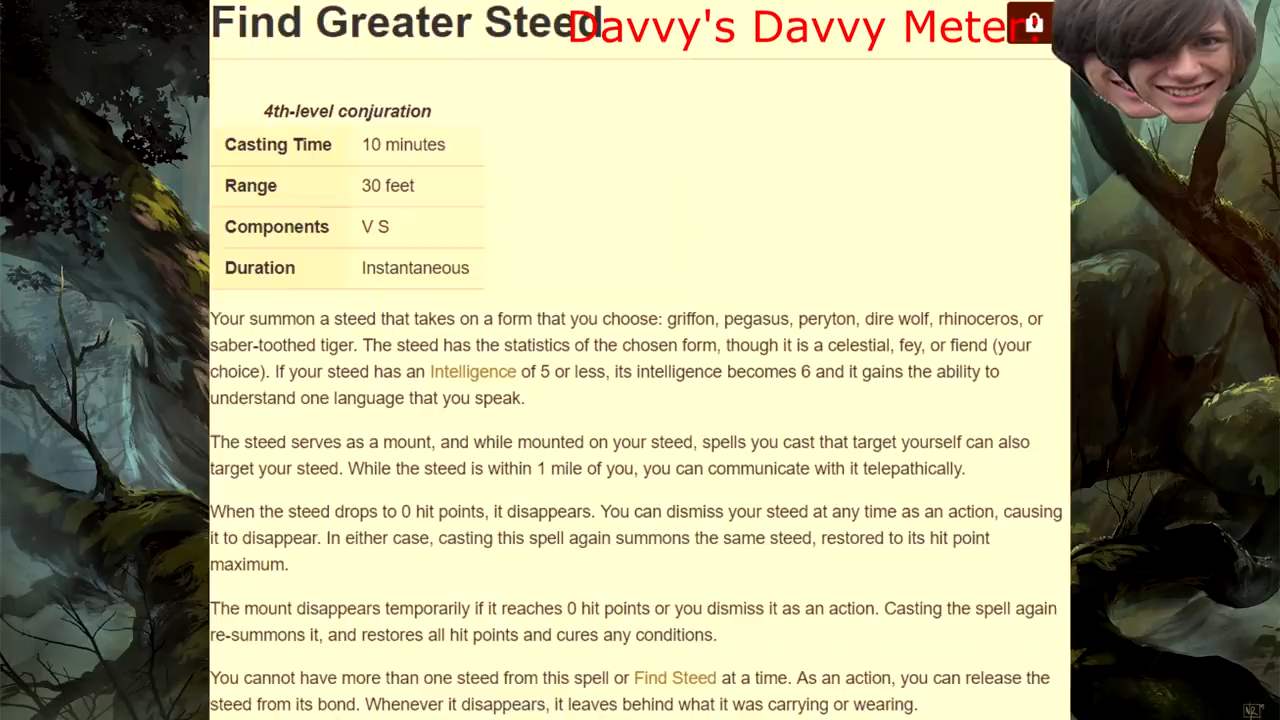 Find Greater Steed
Davvy's Davvy Meter:
0
4th-level conjuration
Casting Time 10 minutes
Range 30 feet
Components V S
Duration Instantaneous
Your summon a steed that takes on a form that you choose: griffon, pegasus, peryton, dire wolf, rhinoceros, or
saber-toothed tiger. The steed has the statistics of the chosen form, though it is a celestial, fey, or fiend (your
choice). If your steed has an Intelligence of 5 or less, its intelligence becomes 6 and it gains the ability to
understand one language that you speak.
The steed serves as a mount, and while mounted on your steed, spells you cast that target yourself can also
target your steed. While the steed is within 1 mile of you, you can communicate with it telepathically.
When the steed drops to 0 hit points, it disappears. You can dismiss your steed at any time as an action, causing
it to disappear. In either case, casting this spell again summons the same steed, restored to its hit point
maximum.
The mount disappears temporarily if it reaches 0 hit points or you dismiss it as an action. Casting the spell again
re-summons it, and restores all hit points and cures any conditions.
You cannot have more than one steed from this spell or Find Steed at a time. As an action, you can release the
steed from its bond. Whenever it disappears, it leaves behind what it was carrying or wearing.